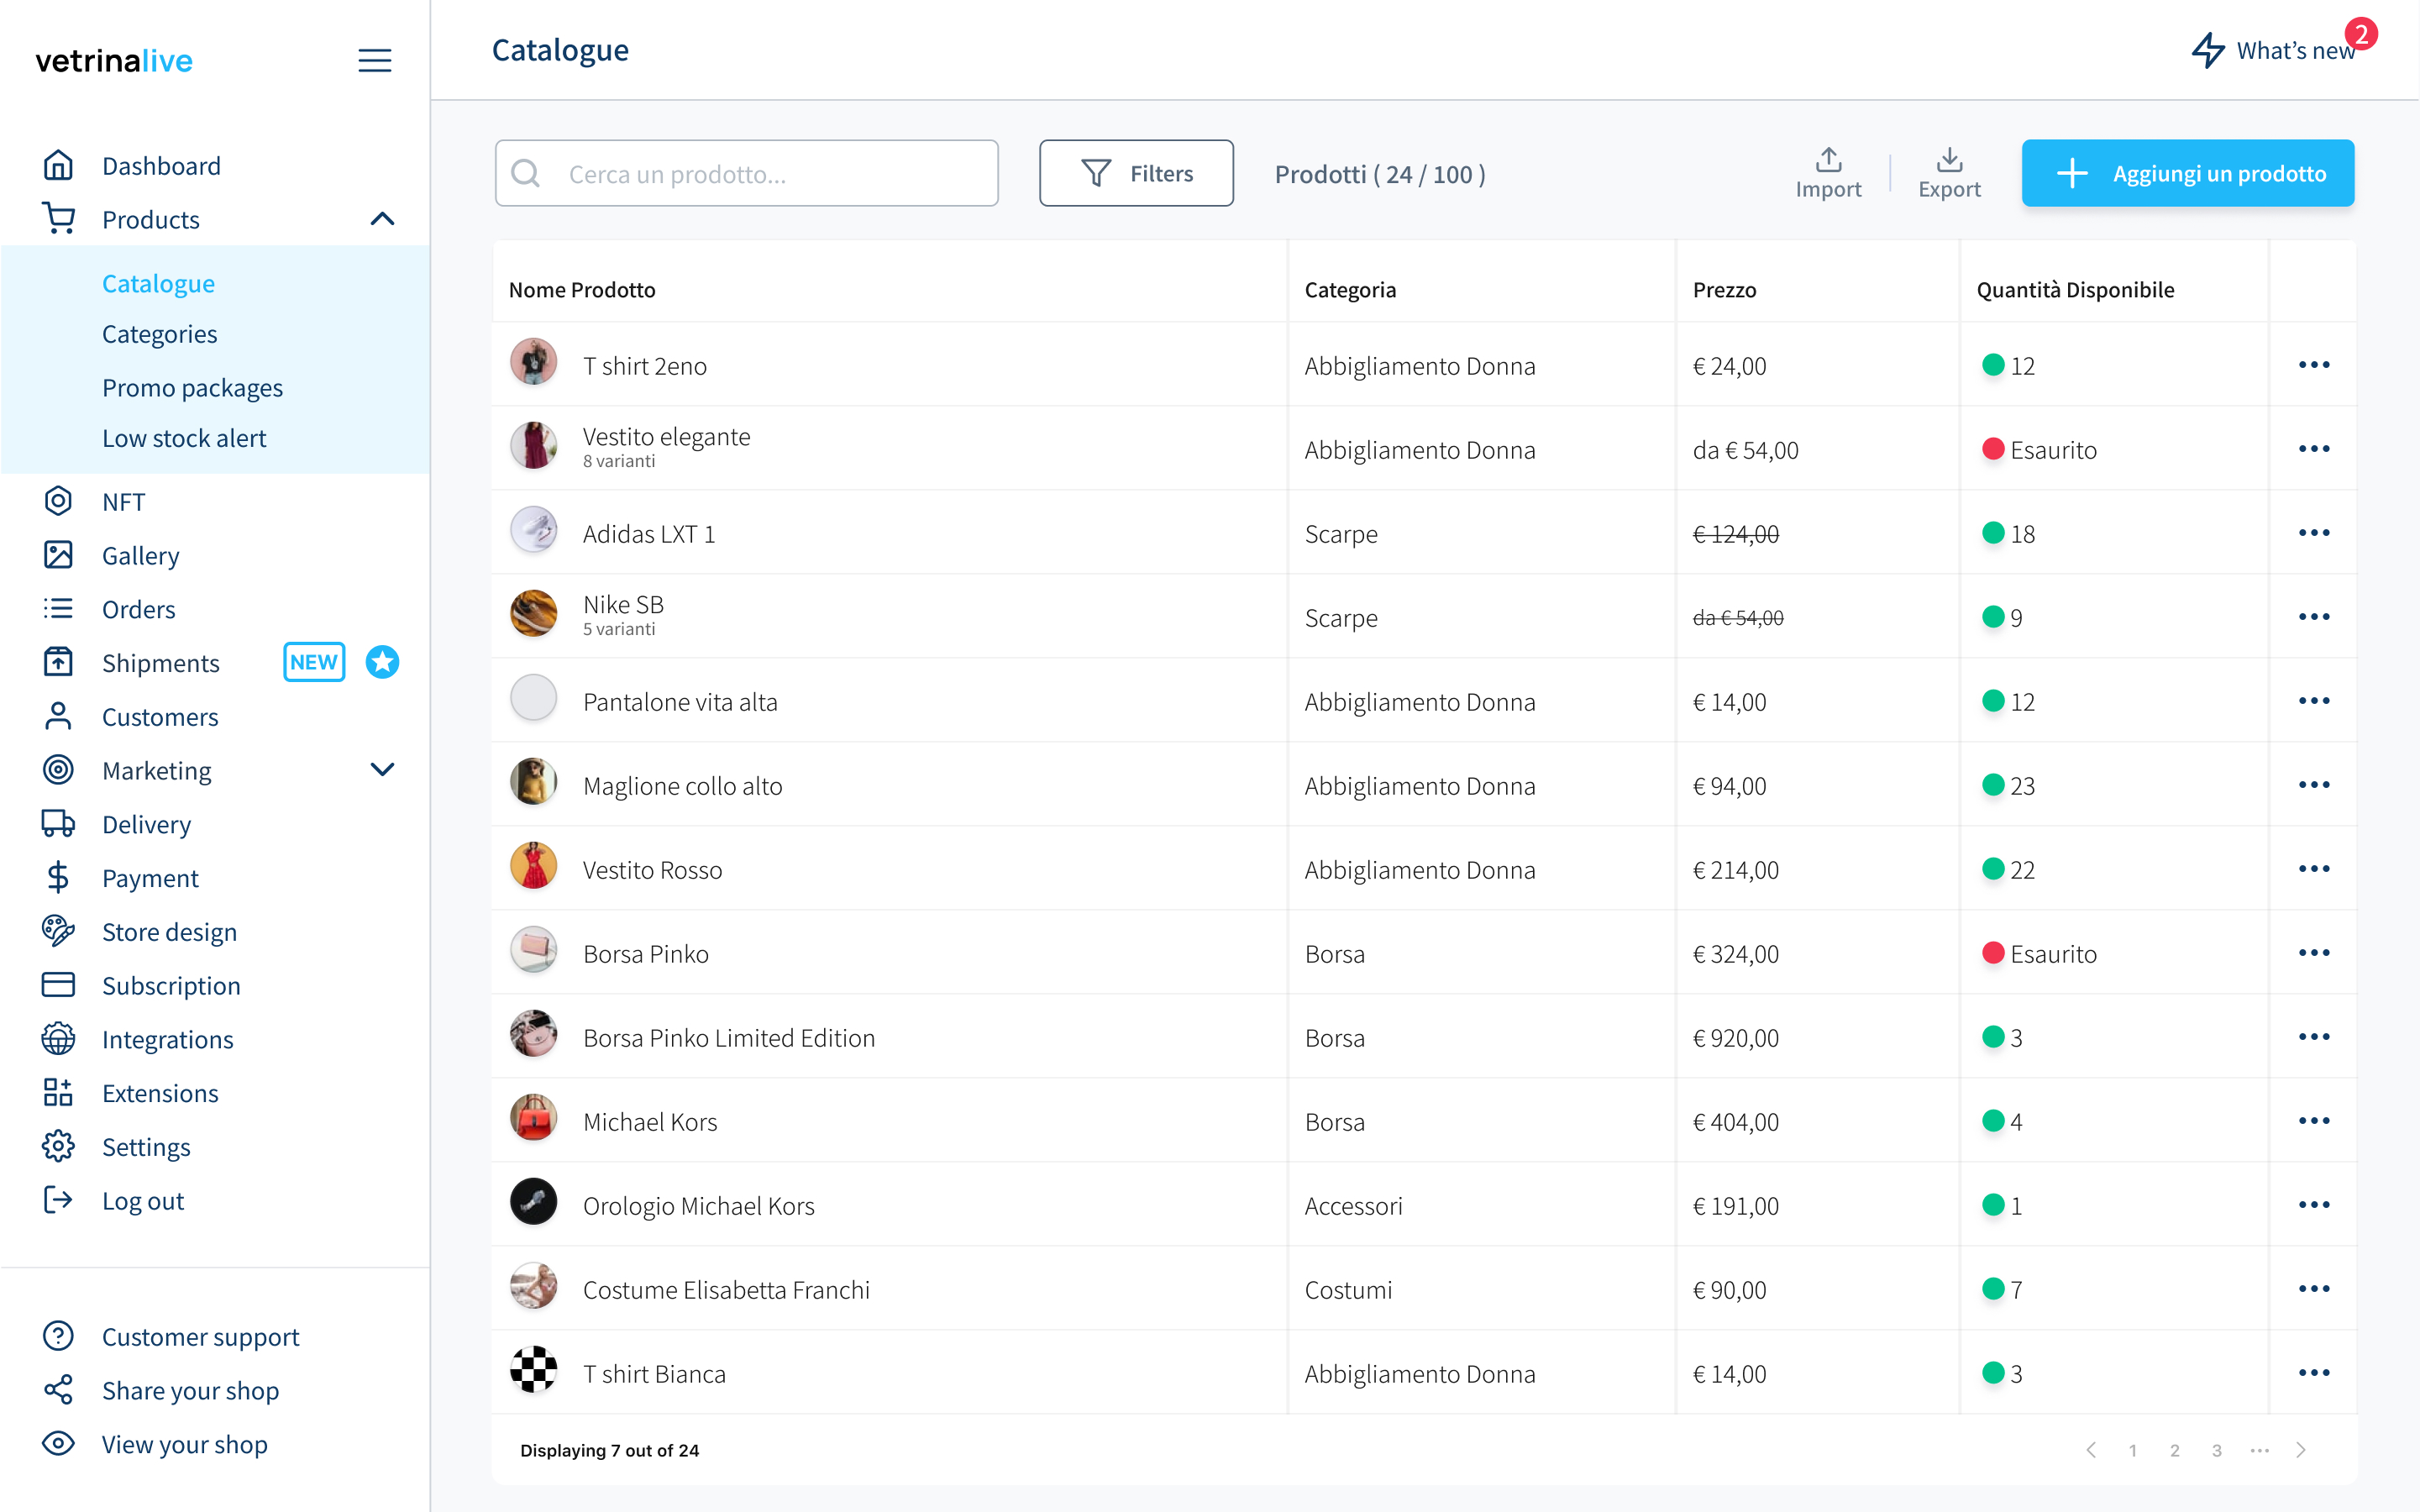 vetrinalive
Catalogue
What's new
2
Dashboard
Products
Catalogue
Categories
Promo packages
Low stock alert
NFT
Gallery
Orders
Shipments NEW
Customers
Marketing
Delivery
Payment
Store design
Subscription
Integrations
Extensions
Settings
Log out
Customer support
Share your shop
View your shop
Cerca un prodotto...
Filters
Prodotti ( 24 / 100 )
Import
Export
Aggiungi un prodotto
Nome Prodotto Categoria Prezzo Quantità Disponibile
T shirt 2eno Abbigliamento Donna € 24,00 12
Vestito elegante
8 varianti
Abbigliamento Donna da € 54,00 Esaurito
Adidas LXT 1 Scarpe € 124,00 18
Nike SB
5 varianti
Scarpe da € 54,00 9
Pantalone vita alta Abbigliamento Donna € 14,00 12
Maglione collo alto Abbigliamento Donna € 94,00 23
Vestito Rosso Abbigliamento Donna € 214,00 22
Borsa Pinko Borsa € 324,00 Esaurito
Borsa Pinko Limited Edition Borsa € 920,00 3
Michael Kors Borsa € 404,00 4
Orologio Michael Kors Accessori € 191,00 1
Costume Elisabetta Franchi Costumi € 90,00 7
T shirt Bianca Abbigliamento Donna € 14,00 3
Displaying 7 out of 24
1 2 3 ...